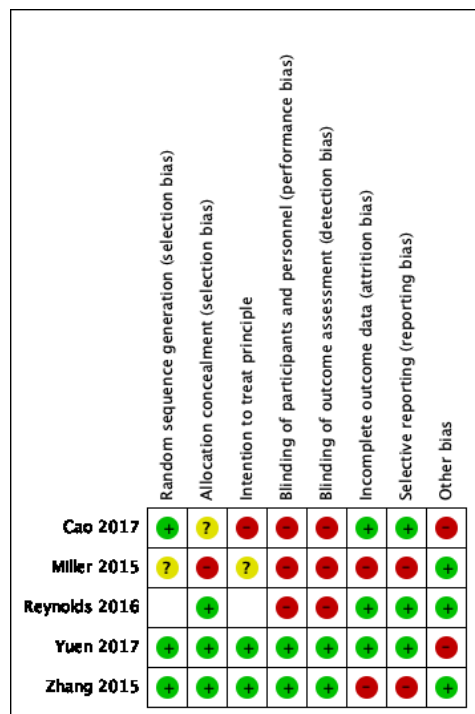 Random sequence generation (selection bias)
Allocation concealment (selection bias)
Intention to treat principle
Blinding of participants and personnel (performance bias)
Blinding of outcome assessment (detection bias)
Incomplete outcome data (attrition bias)
Selective reporting (reporting bias)
Other bias
Cao 2017 + ? - - - + + -
Miller 2015 ? - ? - - - - +
Reynolds 2016 + - - + + +
Yuen 2017 + + + + + + + -
Zhang 2015 + + + + + - - +